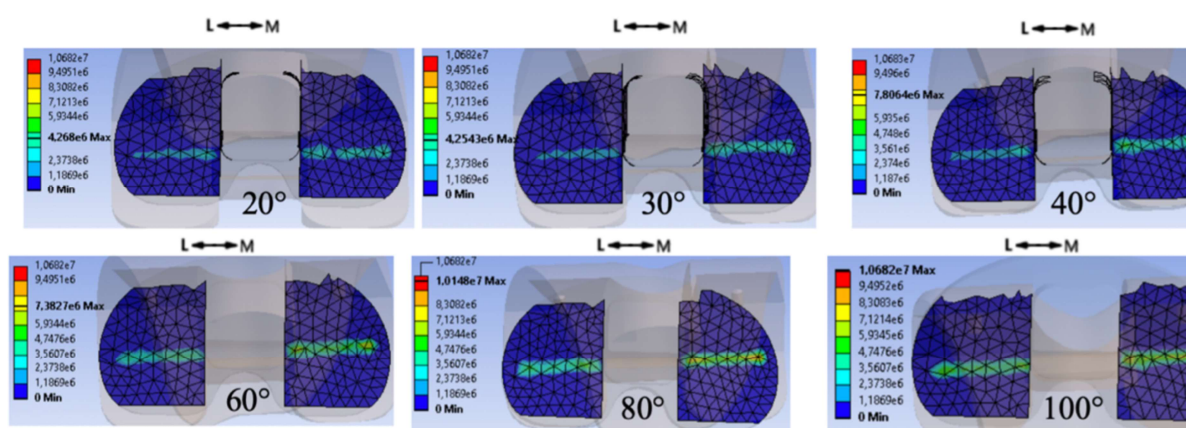 L M
1,0682e7
9,4951e6
8,3082e6
7,1213e6
5,9344e6
4.268e6 Max
2,3738e6
1,1869e6
0 Min
20°
L M
1,0682e7
9,4951e6
8,3082e6
7,1213e6
5,9344e6
4,2543e6 Max
2,3738e6
1,1869e6
0 Min
30°
L M
1,0683e7
9,496e6
7.8064e6 Max
5,935e6
4,748e6
3,561e6
2,374e6
1,187e6
0 Min
40°
L M
1,0682e7
9,4951e6
7,3827e6 Max
5,9344e6
4,7476e6
3,5607e6
2,3738e6
1,1869e6
0 Min
60°
L M
1,0682e7
1.0148e7 Max
8,3082e6
7,1213e6
5,9344e6
4,7476e6
3,5607e6
2,3738e6
1,1869e6
0 Min
80°
L M
1,0682e7 Max
9,4952e6
8,3083e6
7,1214e6
5,9345e6
4,7476e6
3,5607e6
2,3738e6
1,1869e6
0 Min
100°